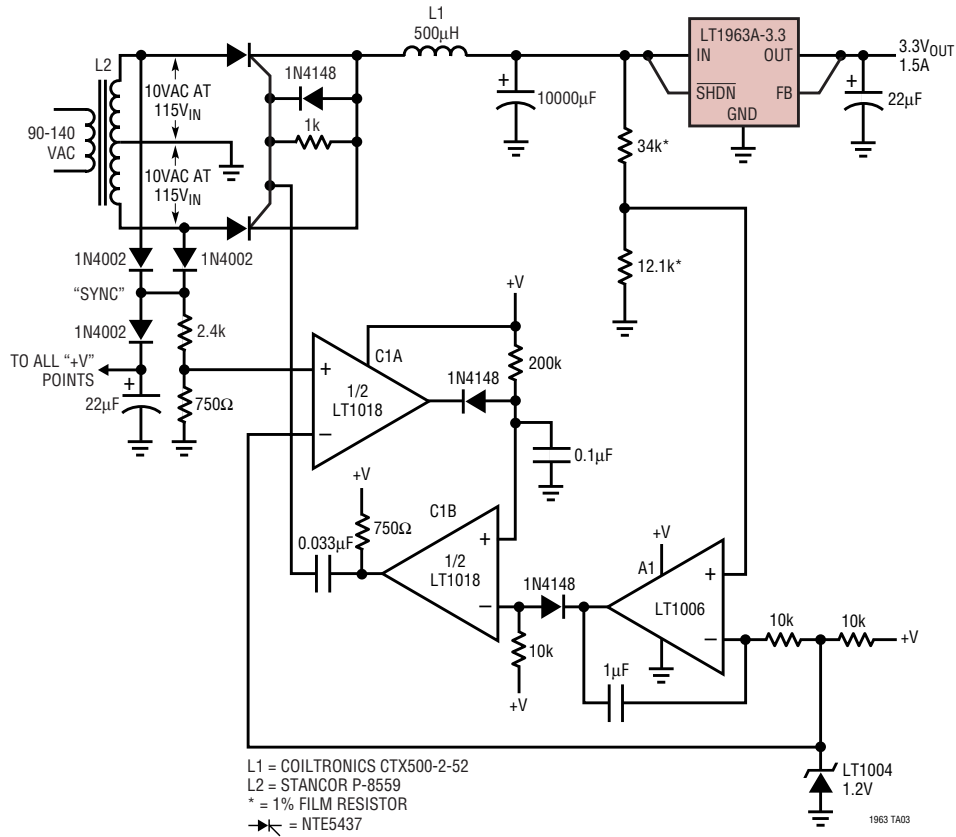 L1
500µH
LT1963A-3.3
IN
OUT
SHDN
FB
GND
3.3VOUT
1.5A
+
22µF
L2
10VAC AT
115VIN
1N4148
1k
+
10000µF
90-140
VAC
10VAC AT
115VIN
34k*
12.1k*
1N4002
1N4002
"SYNC"
1N4002
2.4k
+V
TO ALL "+V"
POINTS
+
22µF
750Ω
+
C1A
1/2
LT1018
–
200k
1N4148
0.1µF
+V
750Ω
C1B
0.033µF
1/2
LT1018
+
–
1N4148
10k
+V
+V
A1
LT1006
+
–
10k
10k
+V
1µF
LT1004
1.2V
L1 = COILTRONICS CTX500-2-52
L2 = STANCOR P-8559
* = 1% FILM RESISTOR
= NTE5437
1963 TA03